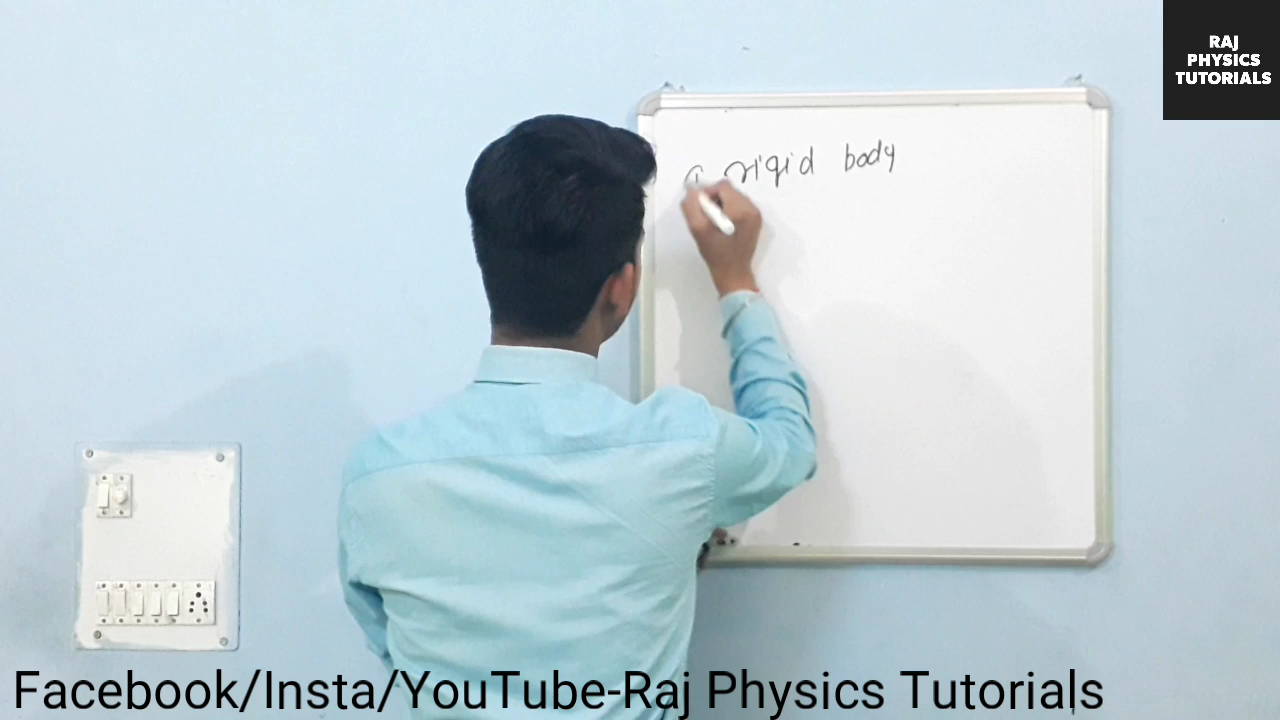 RAJ
PHYSICS
TUTORIALS
rigid body
Facebook/Insta/YouTube-Raj Physics Tutorials